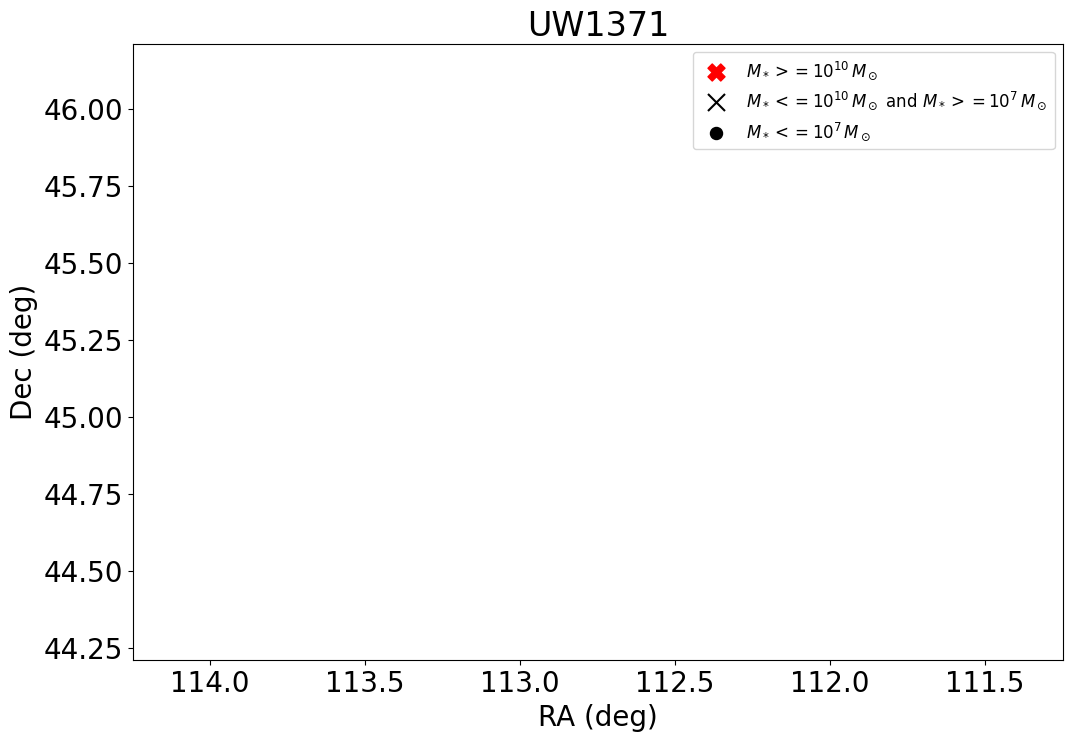 UW1371
M* >= 10^10 M⊙
M* <= 10^10 M⊙ and M* >= 10^7 M⊙
M* <= 10^7 M⊙
46.00
45.75
45.50
45.25
45.00
44.75
44.50
44.25
Dec (deg)
114.0 113.5 113.0 112.5 112.0 111.5
RA (deg)